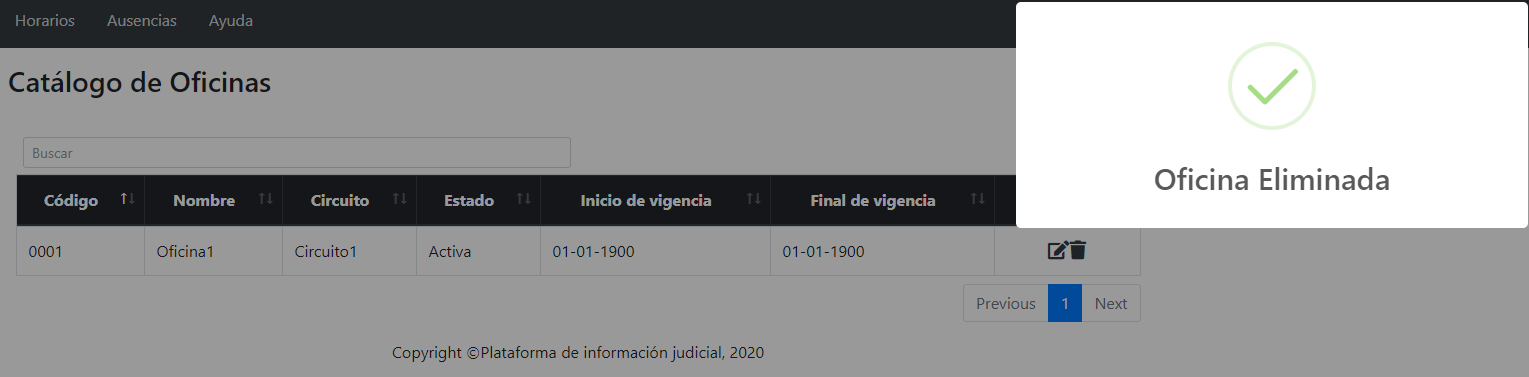 Horarios Ausencias Ayuda
Catálogo de Oficinas
Oficina Eliminada
Buscar
Código Nombre Circuito Estado Inicio de vigencia Final de vigencia
0001 Oficina1 Circuito1 Activa 01-01-1900 01-01-1900
Previous 1 Next
Copyright ©Plataforma de información judicial, 2020